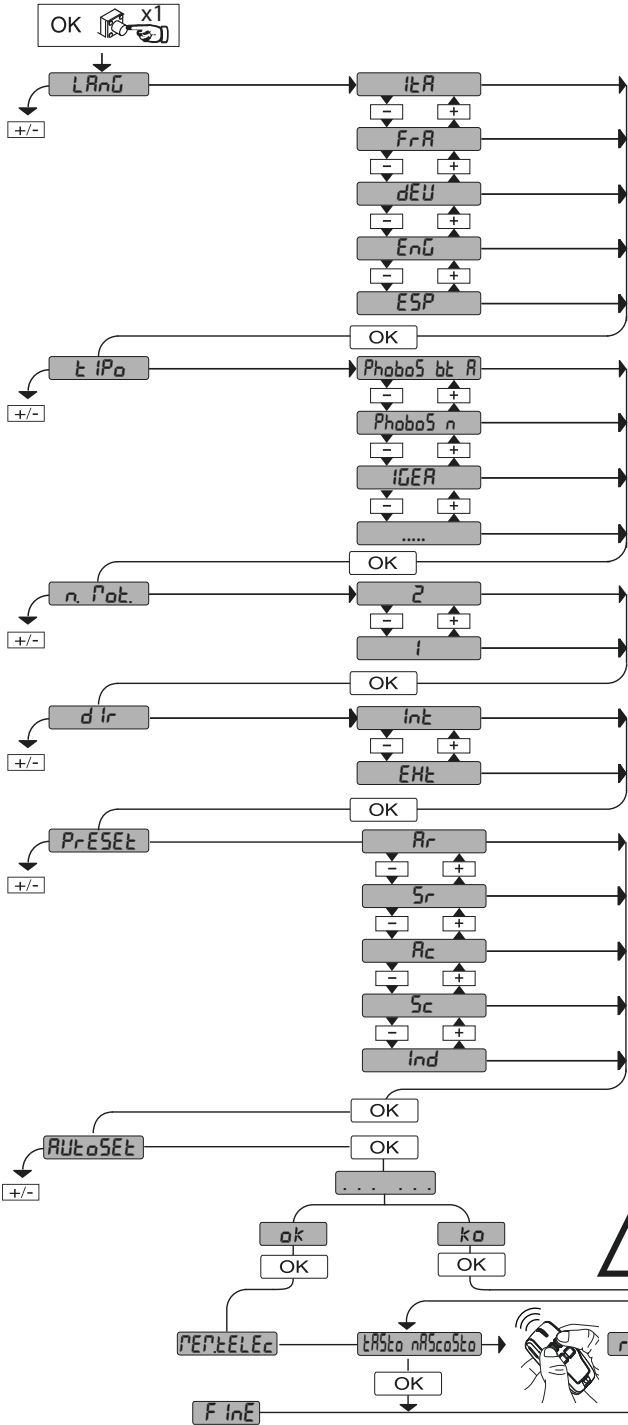 OK x1
LAnG ItA
+/- - +
FrA
- +
dEU
- +
EnG
- +
ESP
OK
tIPo PhoboS bt A
+/- - +
PhoboS n
- +
IGEA
- +
.....
OK
n. Mot. 2
+/- - +
1
OK
dIr Int
+/- - +
EHt
OK
PrESEt Ar
+/- - +
Sr
- +
Ac
- +
Sc
- +
Ind
OK
AUtoSEt OK
+/- ... ...
ok ko
OK OK
MEM.tELEc tASto nAScoSto r
OK
FInE